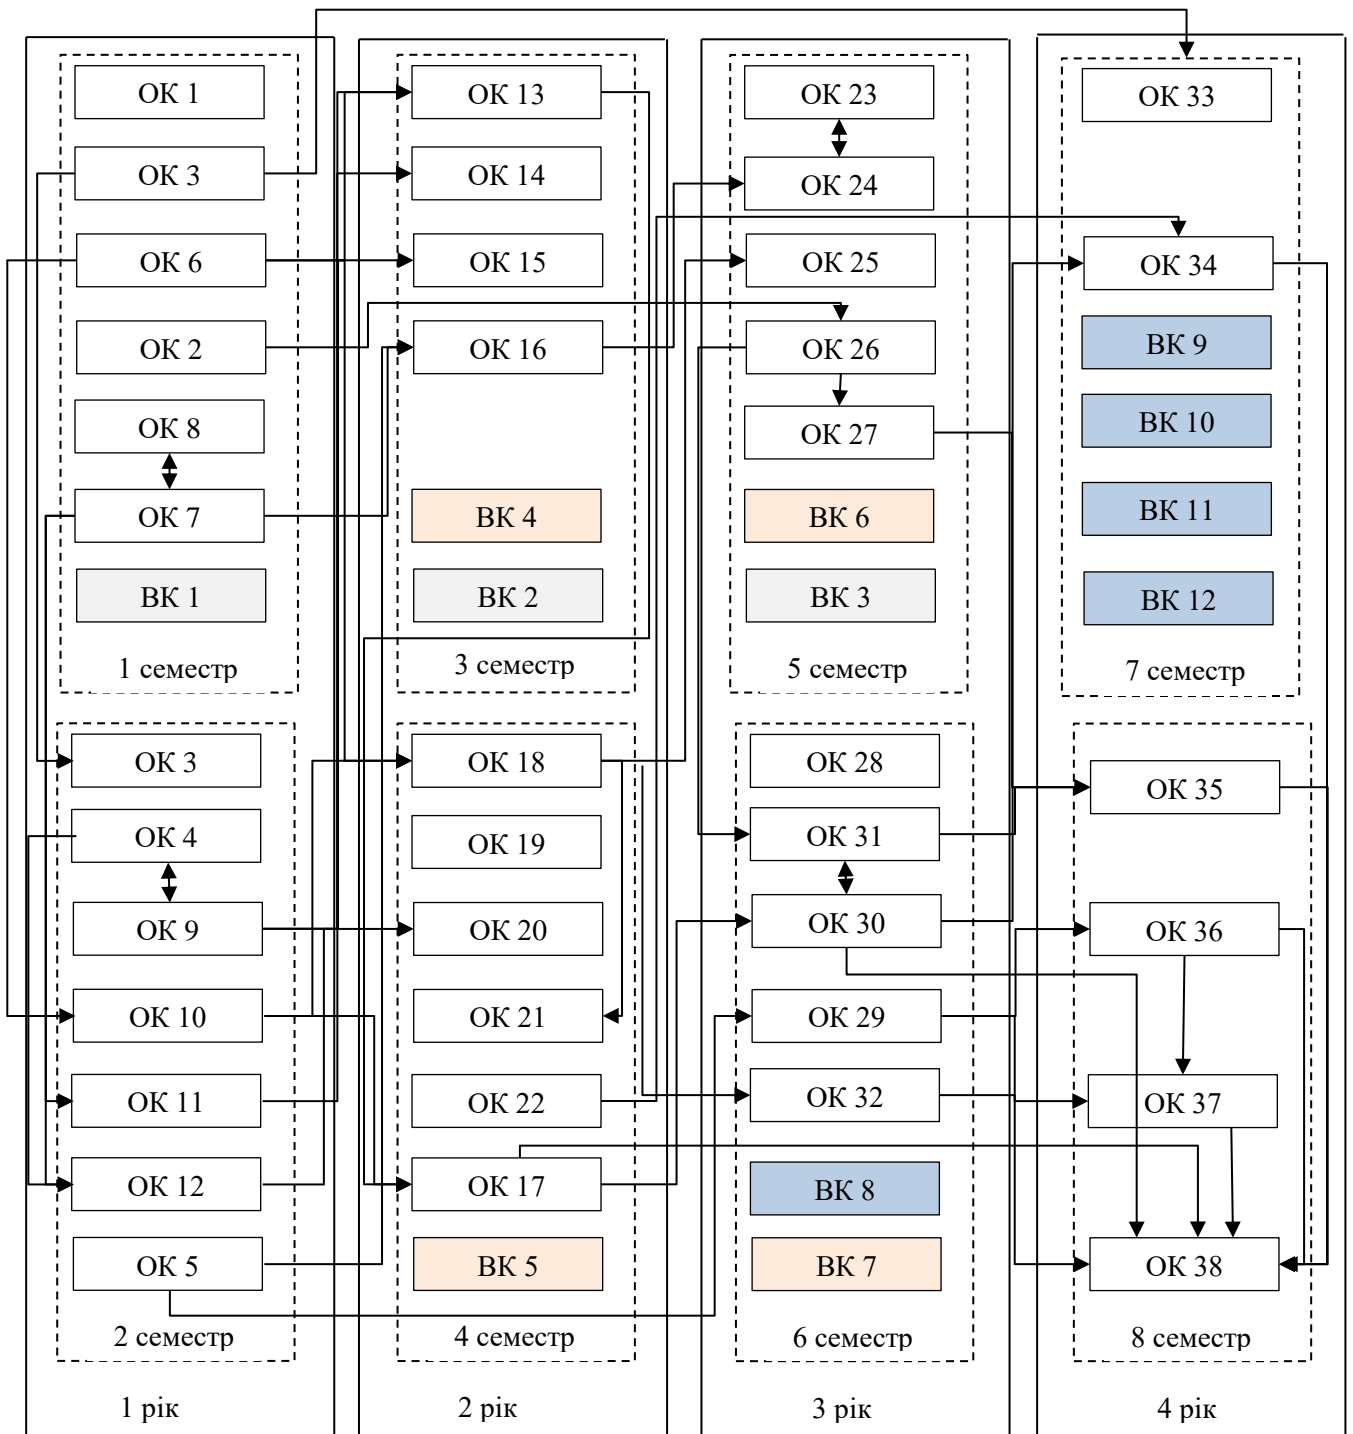 ОК 1
ОК 3
ОК 6
ОК 2
ОК 8
ОК 7
ВК 1
1 семестр
ОК 3
ОК 4
ОК 9
ОК 10
ОК 11
ОК 12
ОК 5
2 семестр
1 рік
ОК 13
ОК 14
ОК 15
ОК 16
ВК 4
ВК 2
3 семестр
ОК 18
ОК 19
ОК 20
ОК 21
ОК 22
ОК 17
ВК 5
4 семестр
2 рік
ОК 23
ОК 24
ОК 25
ОК 26
ОК 27
ВК 6
ВК 3
5 семестр
ОК 28
ОК 31
ОК 30
ОК 29
ОК 32
ВК 8
ВК 7
6 семестр
3 рік
ОК 33
ОК 34
ВК 9
ВК 10
ВК 11
ВК 12
7 семестр
ОК 35
ОК 36
ОК 37
ОК 38
8 семестр
4 рік